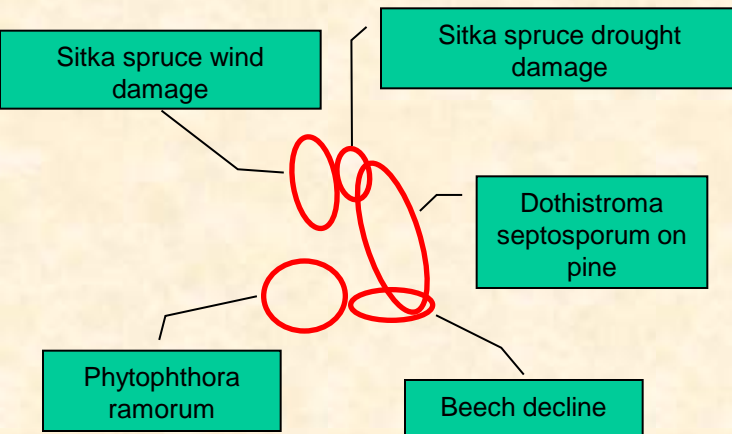 Sitka spruce wind
damage
Sitka spruce drought
damage
Dothistroma
septosporum on
pine
Phytophthora
ramorum
Beech decline